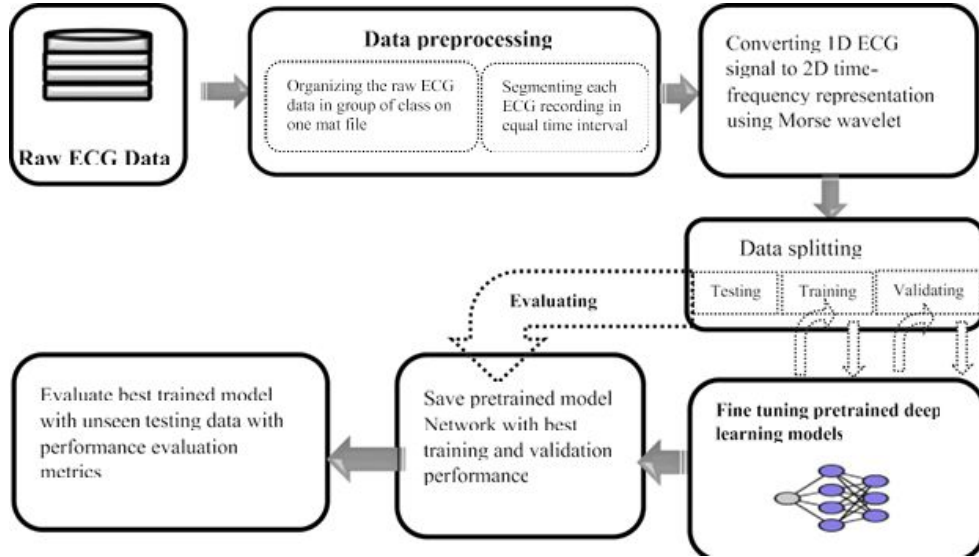 Raw ECG Data
Data preprocessing
Organizing the raw ECG
data in group of class on
one mat file
Segmenting each
ECG recording in
equal time interval
Converting 1D ECG
signal to 2D time-
frequency representation
using Morse wavelet
Data splitting
Testing
Training
Validating
Evaluating
Fine tuning pretrained deep
learning models
Save pretrained model
Network with best
training and validation
performance
Evaluate best trained model
with unseen testing data with
performance evaluation
metrics